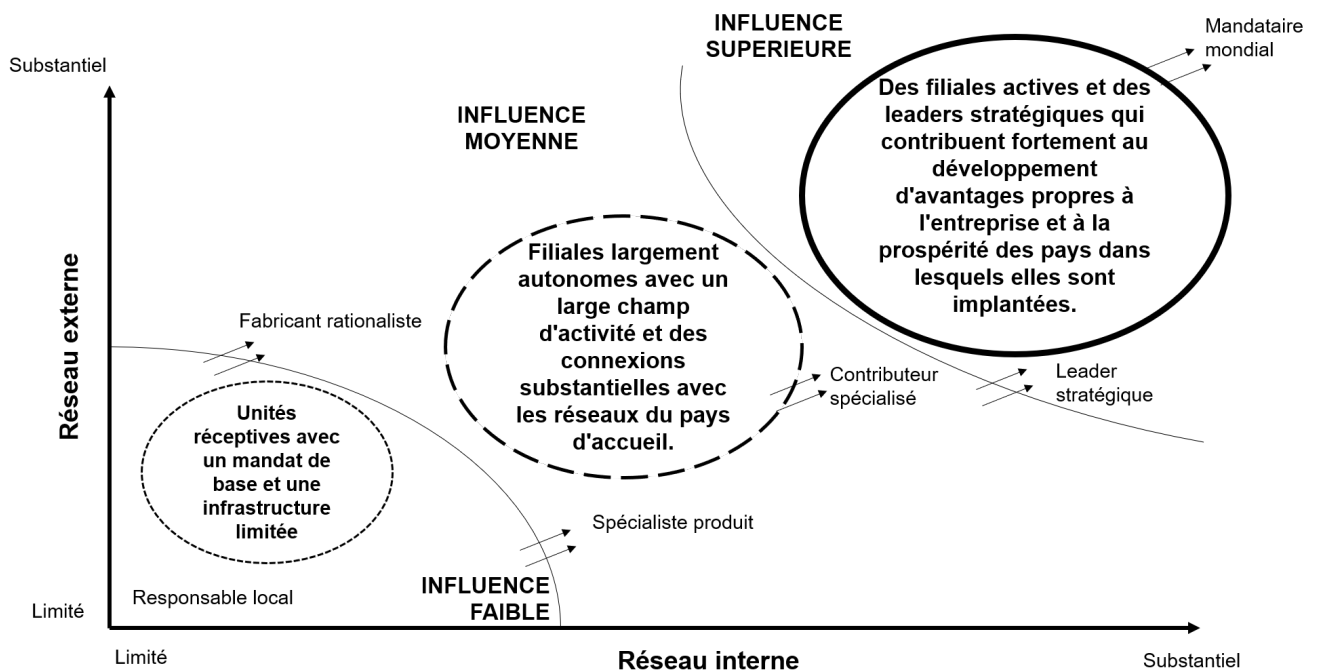 INFLUENCE
SUPERIEURE
Mandataire
mondial
Substantiel
INFLUENCE
MOYENNE
Des filiales actives et des
leaders stratégiques qui
contribuent fortement au
développement
d'avantages propres à
l'entreprise et à la
prospérité des pays dans
lesquels elles sont
implantées.
Réseau externe
Filiales largement
autonomes avec un
large champ
d'activité et des
connexions
substantielles avec
les réseaux du pays
d'accueil.
Fabricant rationaliste
Contributeur
spécialisé
Leader
stratégique
Unités
réceptives avec
un mandat de
base et une
infrastructure
limitée
Spécialiste produit
INFLUENCE
FAIBLE
Responsable local
Limité
Limité
Réseau interne
Substantiel